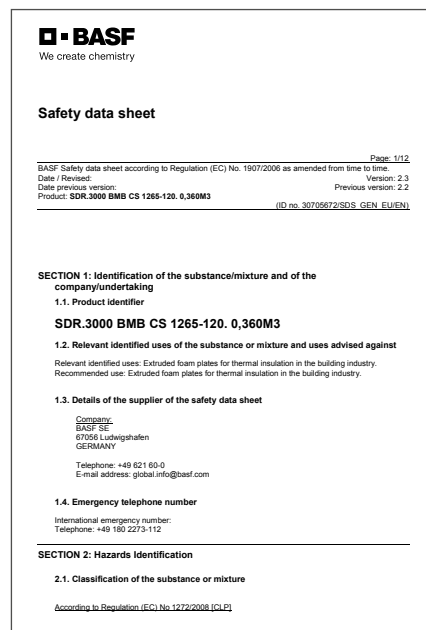 BASF
We create chemistry
Safety data sheet
Page: 1/12
BASF Safety data sheet according to Regulation (EC) No. 1907/2006 as amended from time to time.
Date / Revised: Version: 2.3
Date previous version: Previous version: 2.2
Product: SDR.3000 BMB CS 1265-120. 0,360M3
(ID no. 30705672/SDS_GEN_EU/EN)
SECTION 1: Identification of the substance/mixture and of the
company/undertaking
1.1. Product identifier
SDR.3000 BMB CS 1265-120. 0,360M3
1.2. Relevant identified uses of the substance or mixture and uses advised against
Relevant identified uses: Extruded foam plates for thermal insulation in the building industry.
Recommended use: Extruded foam plates for thermal insulation in the building industry.
1.3. Details of the supplier of the safety data sheet
Company:
BASF SE
67056 Ludwigshafen
GERMANY
Telephone: +49 621 60-0
E-mail address: global.info@basf.com
1.4. Emergency telephone number
International emergency number:
Telephone: +49 180 2273-112
SECTION 2: Hazards Identification
2.1. Classification of the substance or mixture
According to Regulation (EC) No 1272/2008 [CLP]